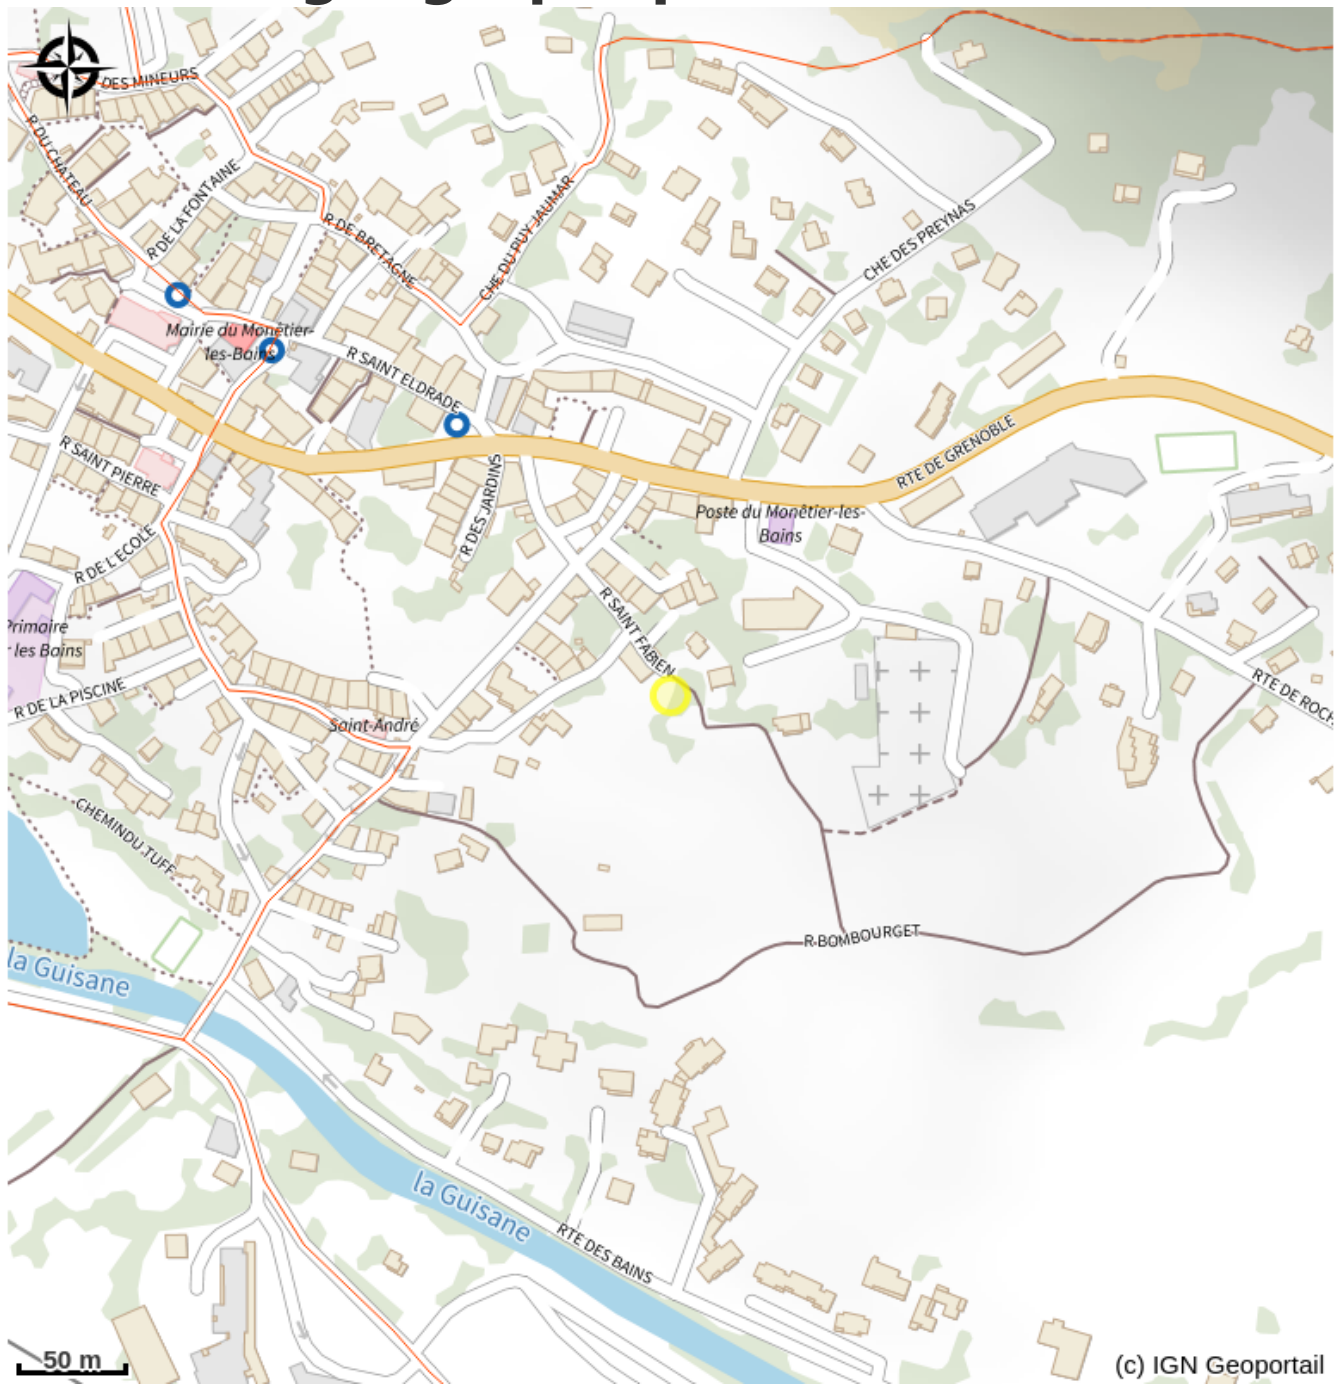 DES MINEURS
R DU CHATEAU
R DE LA FONTAINE
R DE BRETAGNE
CHE DU PUY JAUMAR
CHE DES PREYNAS
Mairie du Monêtier-
les-Bains
R SAINT ELDRADE
R SAINT PIERRE
R DES JARDINS
RTE DE GRENOBLE
Poste du Monêtier-les-
Bains
R DE L'ECOLE
R SAINT FABIEN
Primaire
les Bains
R DE LA PISCINE
Saint-André
RTE DE ROCH
CHEMIN DU TUFF
R BOMBOURGET
la Guisane
la Guisane
RTE DES BAINS
50 m
(c) IGN Geoportail